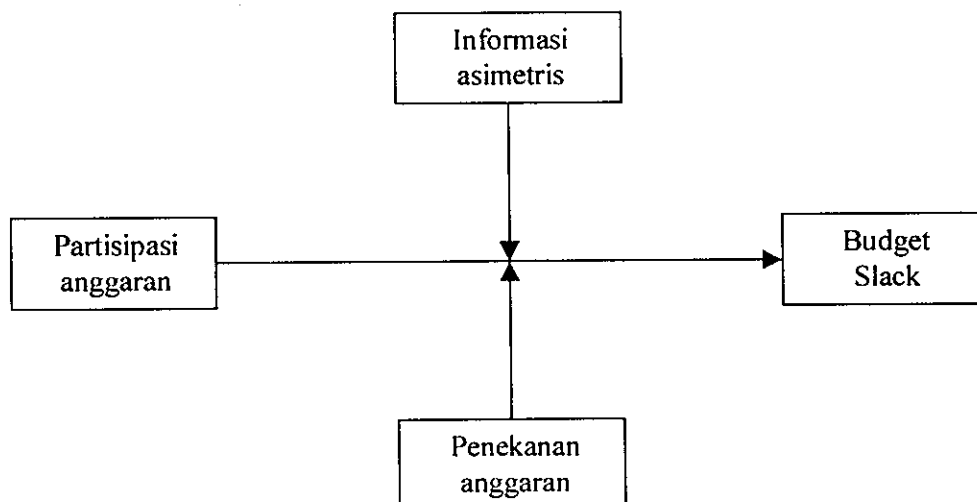 Informasi
asimetris
Partisipasi
anggaran
Budget
Slack
Penekanan
anggaran